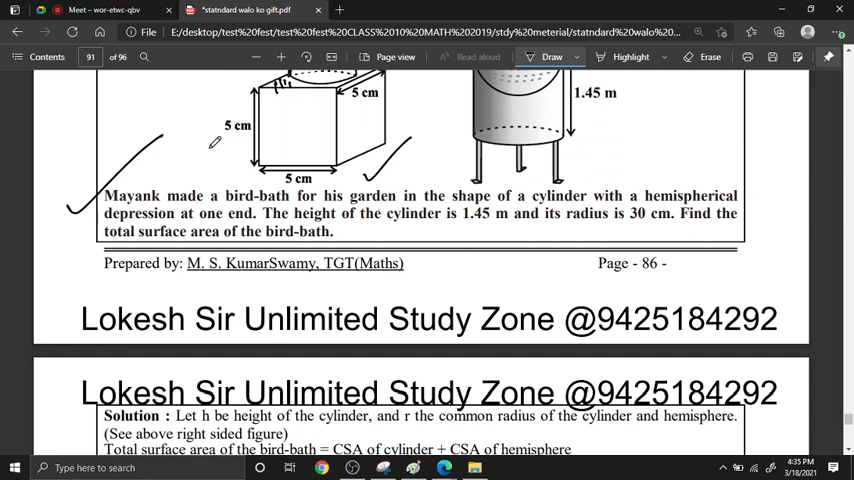 Meet – wor-etwc-qbv
*statndard walo ko gift.pdf
File
E:/desktop/test%20fest/test%20fest%20CLASS%2010%20MATH%202019/stdy%20meterial/statndard%20walo%...
Contents
91
of 96
Page view
Read aloud
Draw
Highlight
Erase
5 cm
5 cm
5 cm
1.45 m
Mayank made a bird-bath for his garden in the shape of a cylinder with a hemispherical
depression at one end. The height of the cylinder is 1.45 m and its radius is 30 cm. Find the
total surface area of the bird-bath.
Prepared by: M. S. KumarSwamy, TGT(Maths)
Page - 86 -
Lokesh Sir Unlimited Study Zone @9425184292
Lokesh Sir Unlimited Study Zone @9425184292
Solution : Let h be height of the cylinder, and r the common radius of the cylinder and hemisphere.
(See above right sided figure)
Total surface area of the bird-bath = CSA of cylinder + CSA of hemisphere
Type here to search
4:35 PM
3/18/2021